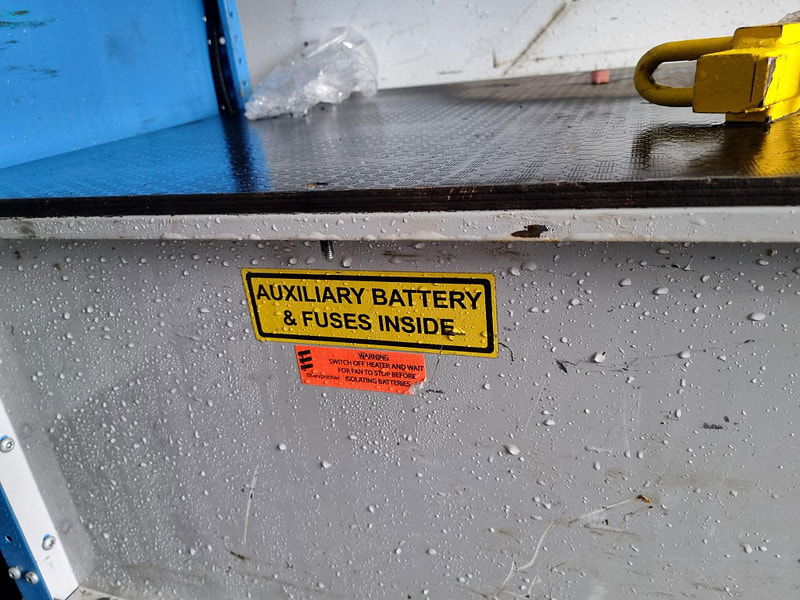 AUXILIARY BATTERY
& FUSES INSIDE
WARNING
SWITCH OFF HEATER AND WAIT
FOR FAN TO STOP BEFORE
ISOLATING BATTERIES